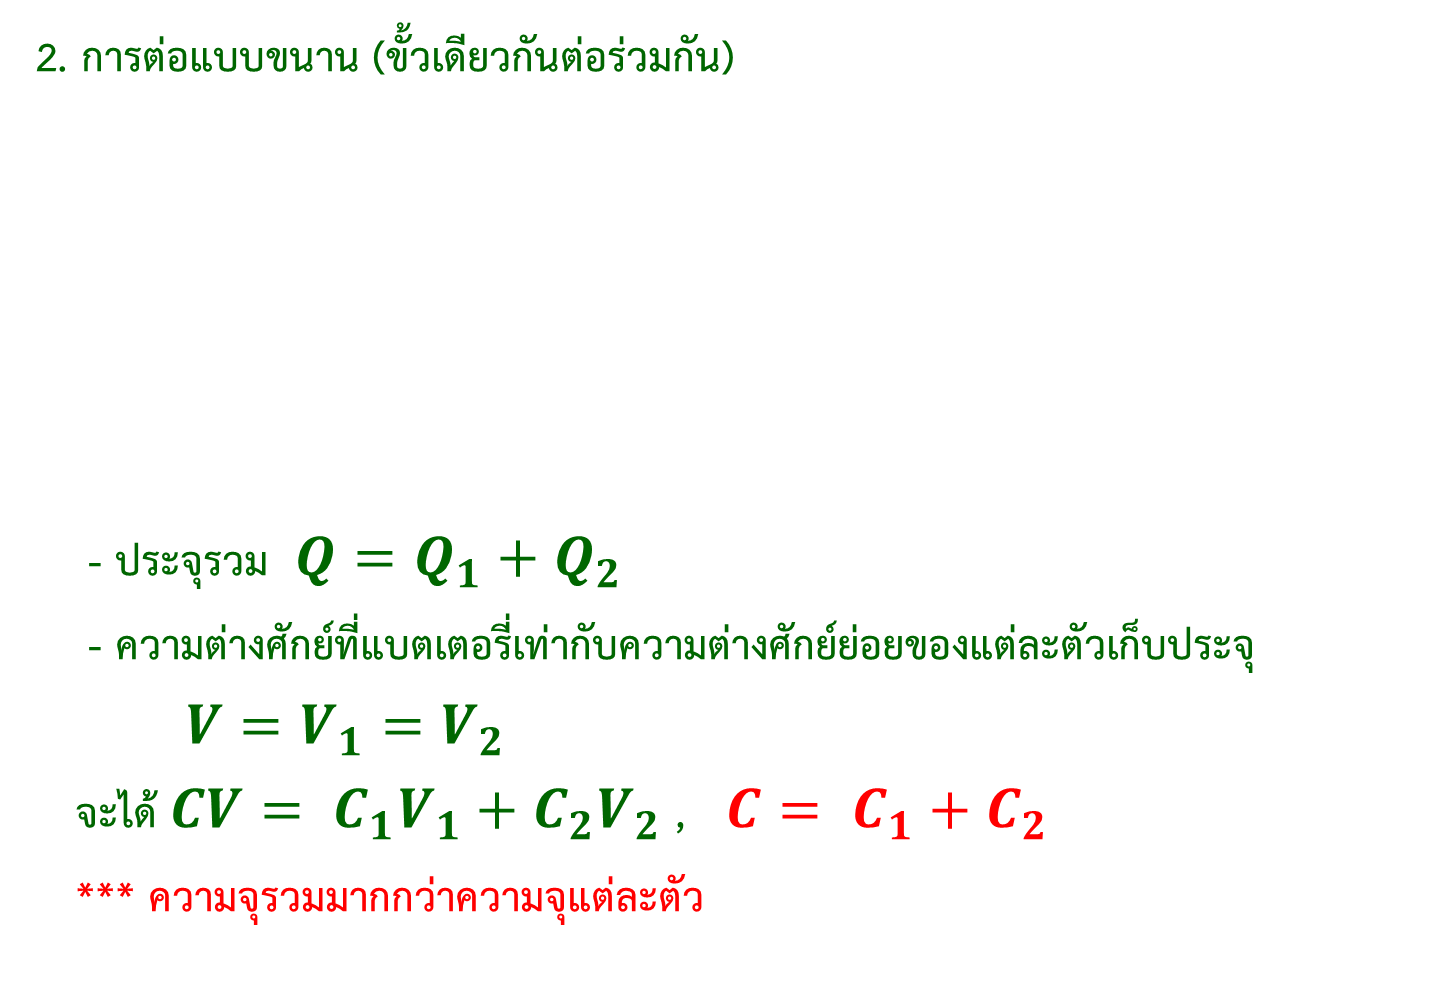 2. การต่อแบบขนาน (ขั้วเดียวกันต่อร่วมกัน)
- ประจุรวม Q = Q₁ + Q₂
- ความต่างศักย์ที่แบตเตอรี่เท่ากับความต่างศักย์ย่อยของแต่ละตัวเก็บประจุ
V = V₁ = V₂
จะได้ CV = C₁V₁ + C₂V₂ , C = C₁ + C₂
*** ความจุรวมมากกว่าความจุแต่ละตัว